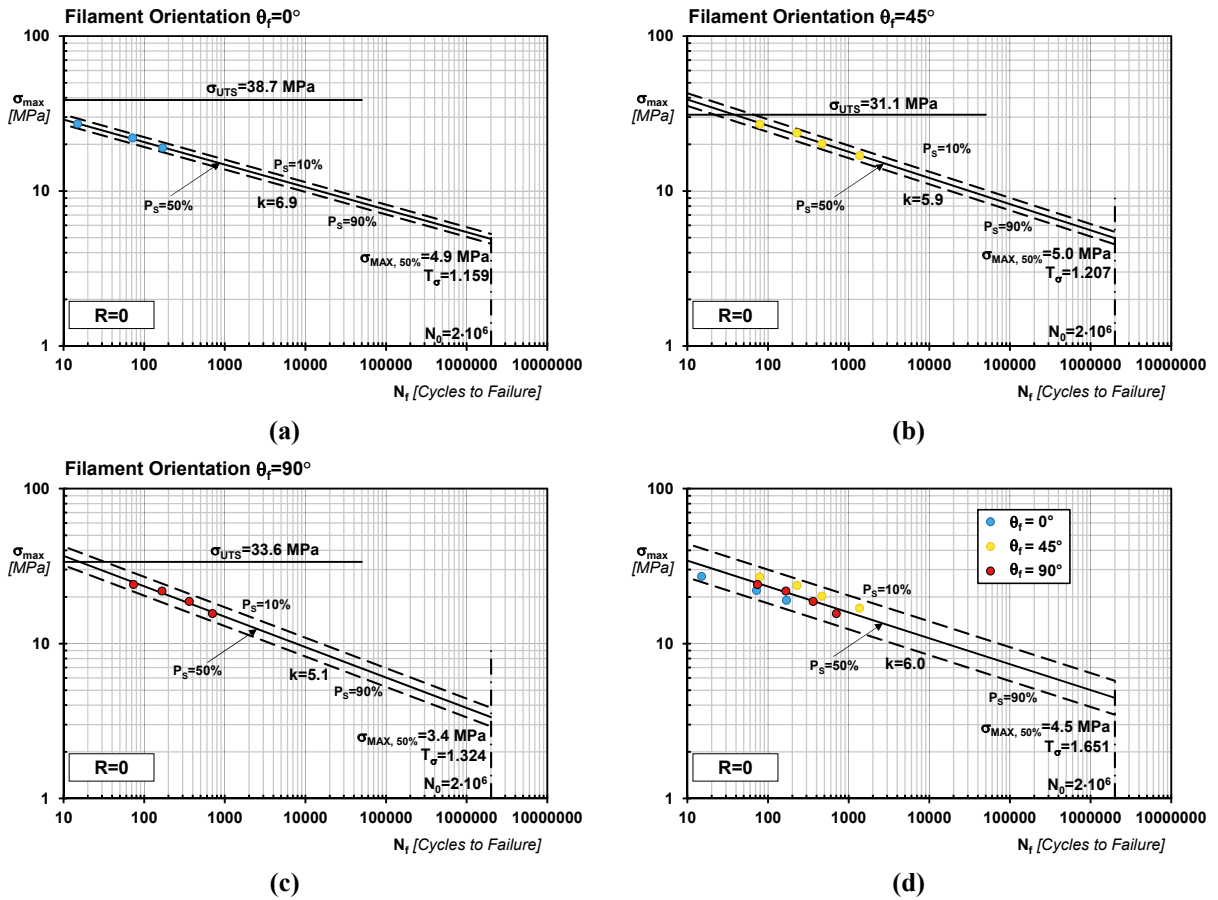 Filament Orientation θf=0°
100
σUTS=38.7 MPa
σmax
[MPa]
PS=10%
10
PS=50%
k=6.9
PS=90%
σMAX, 50%=4.9 MPa
Tσ=1.159
R=0
N0=2·10⁶
1
10 100 1000 10000 100000 1000000 10000000
Nf [Cycles to Failure]
(a)
Filament Orientation θf=45°
100
σUTS=31.1 MPa
σmax
[MPa]
PS=10%
10
PS=50%
k=5.9
PS=90%
σMAX, 50%=5.0 MPa
Tσ=1.207
R=0
N0=2·10⁶
1
10 100 1000 10000 100000 1000000 10000000
Nf [Cycles to Failure]
(b)
Filament Orientation θf=90°
100
σUTS=33.6 MPa
σmax
[MPa]
PS=10%
10
PS=50%
k=5.1
PS=90%
σMAX, 50%=3.4 MPa
Tσ=1.324
R=0
N0=2·10⁶
1
10 100 1000 10000 100000 1000000 10000000
Nf [Cycles to Failure]
(c)
100
θf = 0°
θf = 45°
θf = 90°
σmax
[MPa]
PS=10%
10
PS=50%
k=6.0
PS=90%
σMAX, 50%=4.5 MPa
Tσ=1.651
R=0
N0=2·10⁶
1
10 100 1000 10000 100000 1000000 10000000
Nf [Cycles to Failure]
(d)